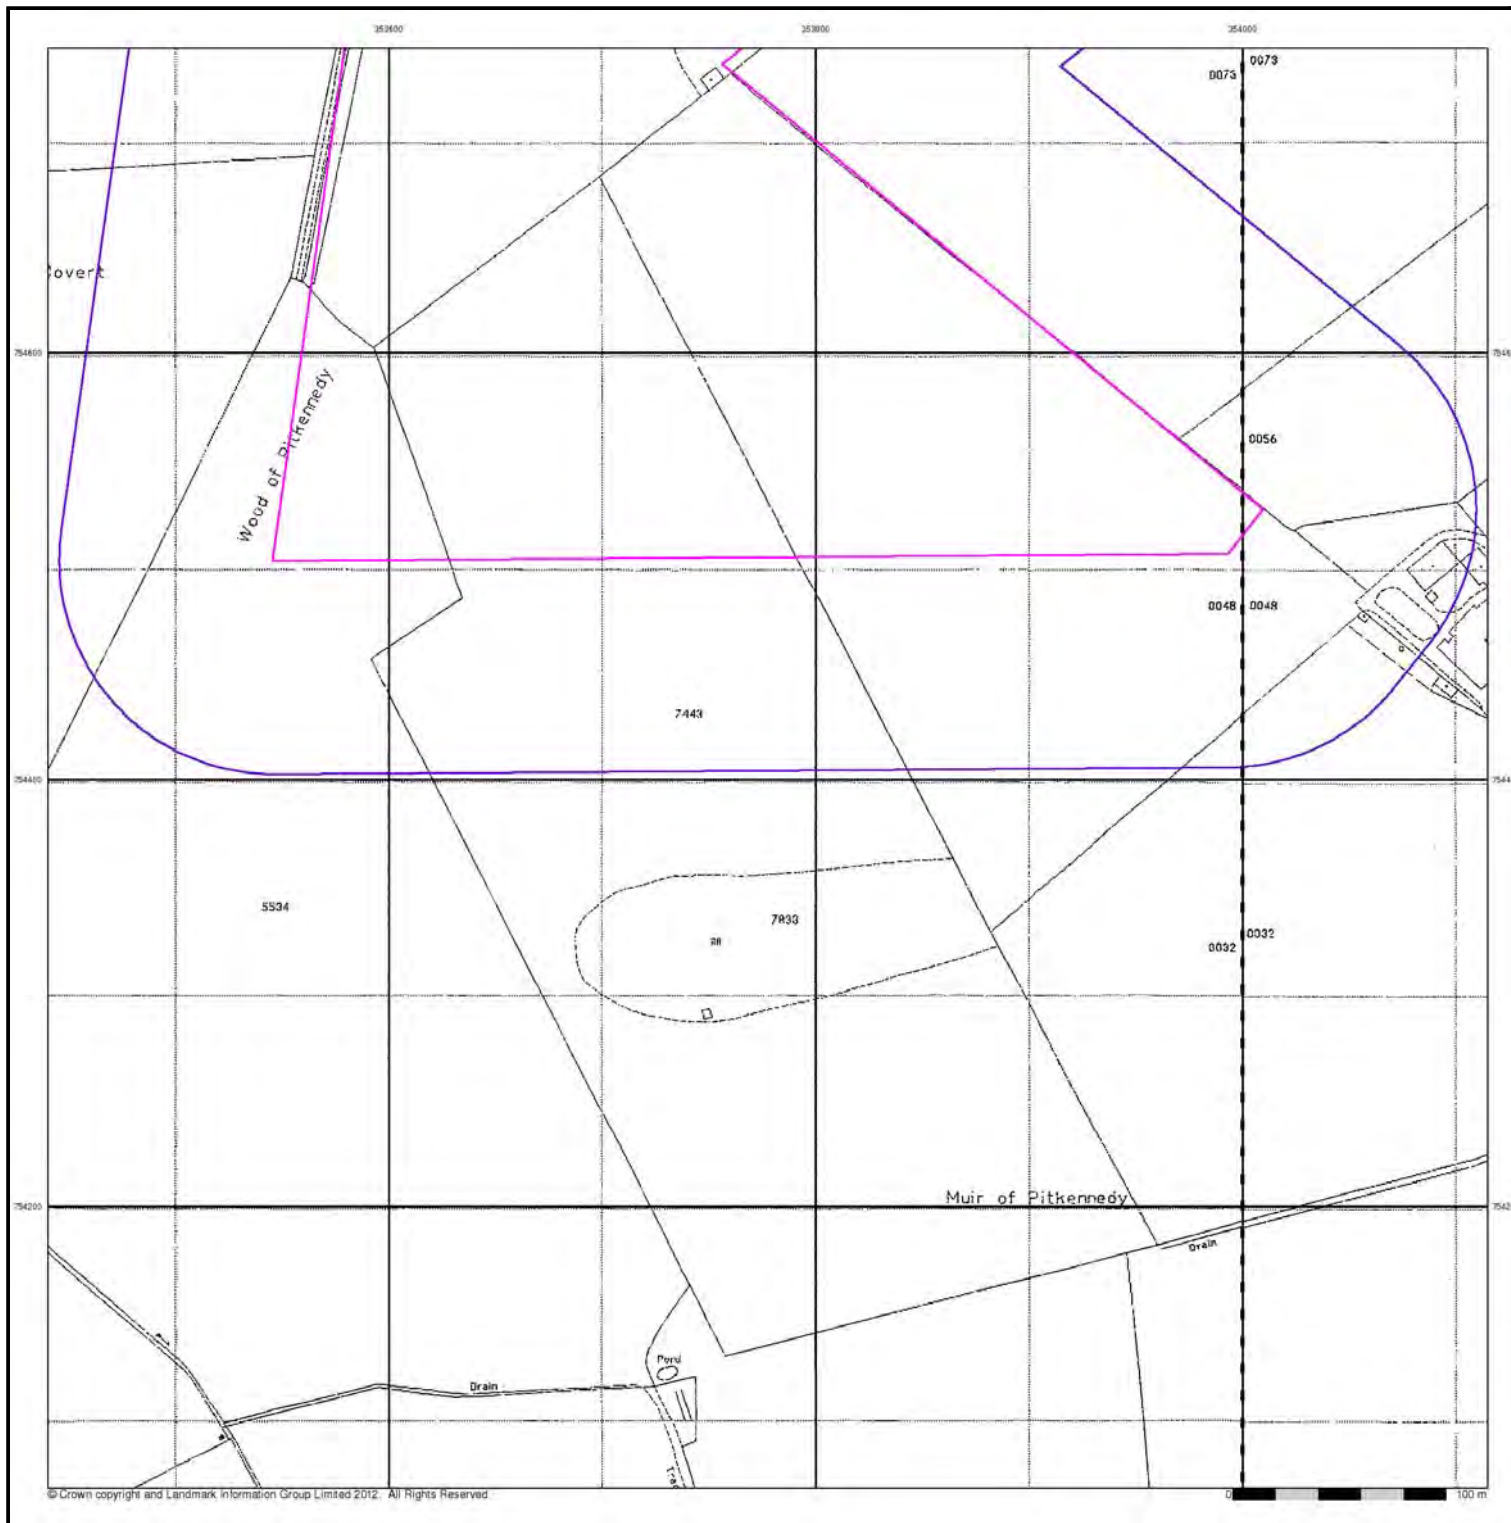 353600
353800
354000
0073
0073
overt
754600
Wood of Pitkennedy
0056
0048
0048
7443
754400
5534
7833
0032
0032
Muir of Pitkennedy
754200
Drain
Pond
Drain
© Crown copyright and Landmark Information Group Limited 2012. All Rights Reserved
0
100 m